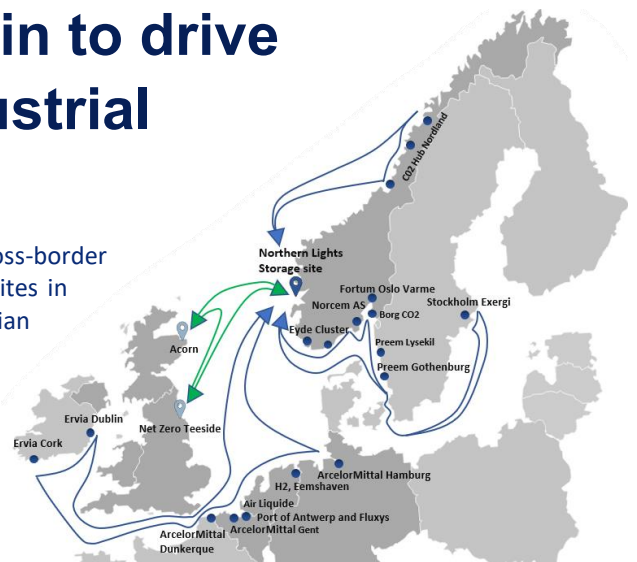 in to drive
ustrial
oss-border
ites in
ian
CO2 Hub Nordland
Northern Lights
Storage site
Fortum Oslo Varme
Norcem AS
Borg CO2
Stockholm Exergi
Eyde Cluster
Preem Lysekil
Preem Gothenburg
Acorn
Net Zero Teeside
Ervia Dublin
Ervia Cork
ArcelorMittal Hamburg
H2, Eemshaven
Air Liquide
Port of Antwerp and Fluxys
ArcelorMittal Gent
ArcelorMittal
Dunkerque